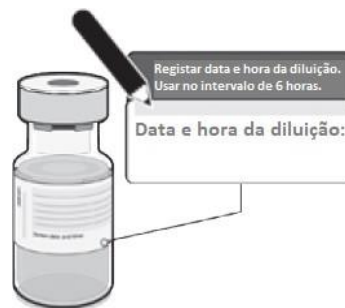 Registar data e hora da diluição.
Usar no intervalo de 6 horas.
Data e hora da diluição: